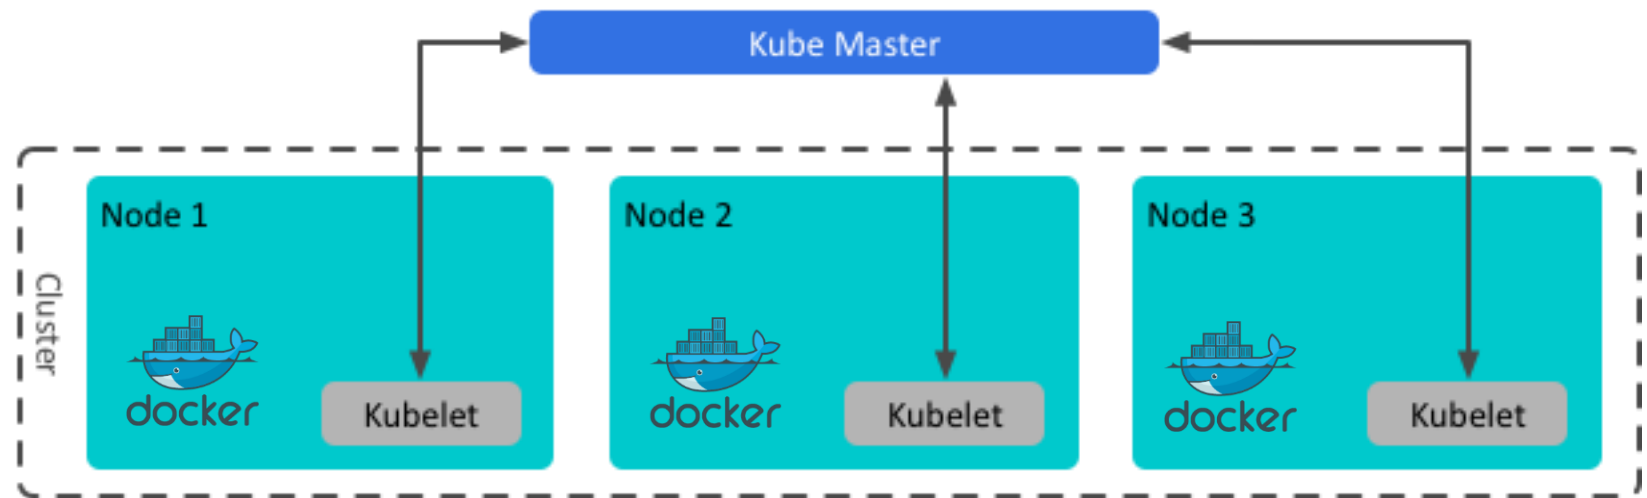 Kube Master
Node 1
Node 2
Node 3
Cluster
docker
Kubelet
docker
Kubelet
docker
Kubelet